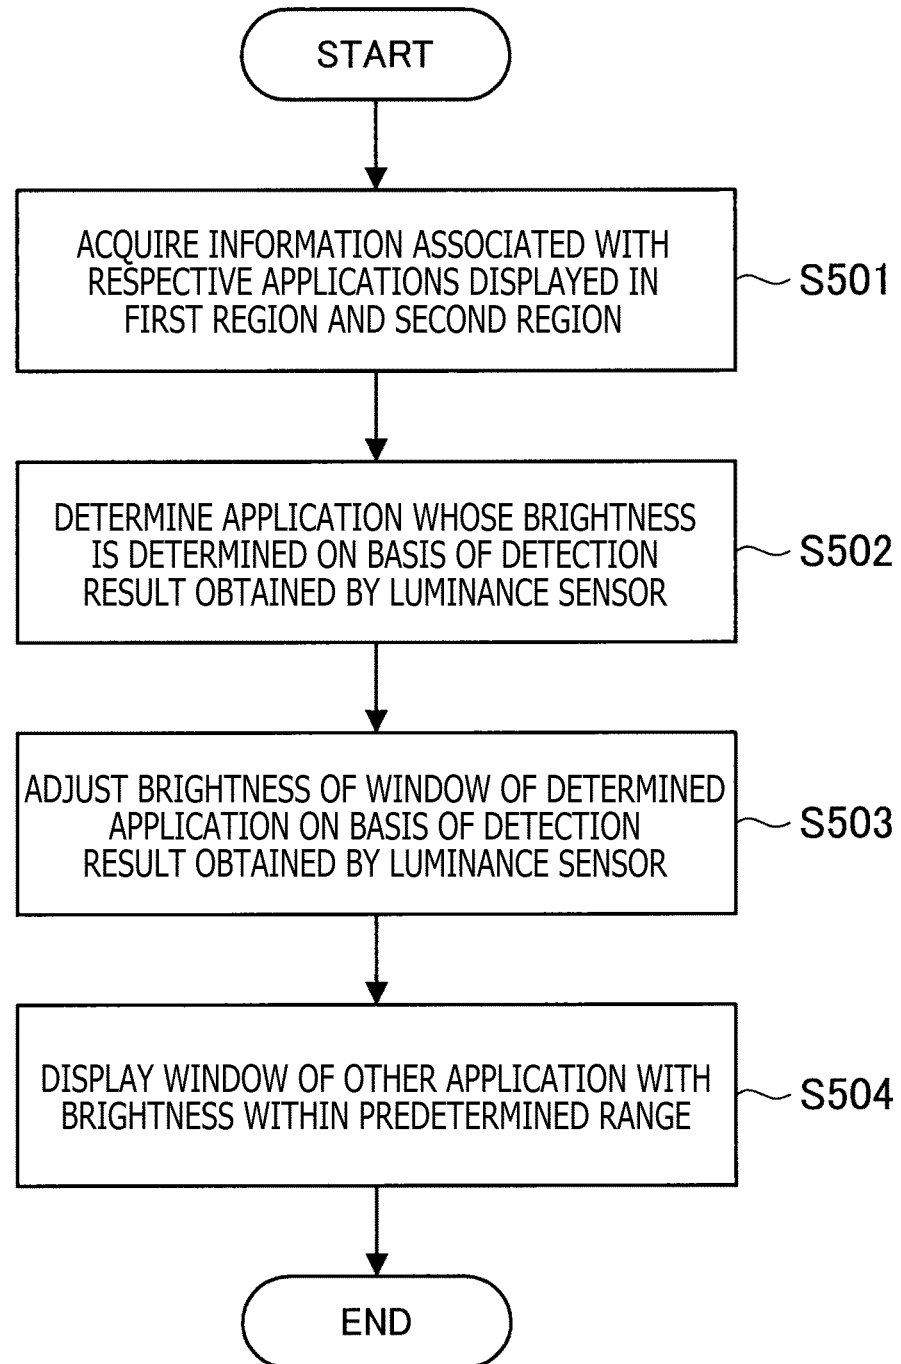 START
ACQUIRE INFORMATION ASSOCIATED WITH
RESPECTIVE APPLICATIONS DISPLAYED IN
FIRST REGION AND SECOND REGION
S501
DETERMINE APPLICATION WHOSE BRIGHTNESS
IS DETERMINED ON BASIS OF DETECTION
RESULT OBTAINED BY LUMINANCE SENSOR
S502
ADJUST BRIGHTNESS OF WINDOW OF DETERMINED
APPLICATION ON BASIS OF DETECTION
RESULT OBTAINED BY LUMINANCE SENSOR
S503
DISPLAY WINDOW OF OTHER APPLICATION WITH
BRIGHTNESS WITHIN PREDETERMINED RANGE
S504
END